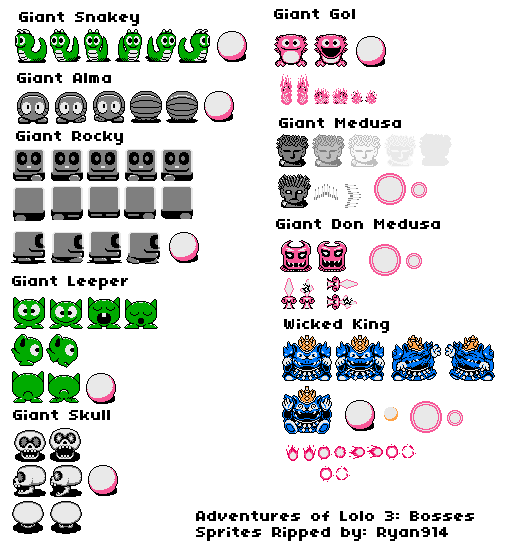 Giant Snakey
Giant Alma
Giant Rocky
Giant Leeper
Giant Skull
Giant Gol
Giant Medusa
Giant Don Medusa
Wicked King
Adventures of Lolo 3: Bosses
Sprites Ripped by: Ryan914